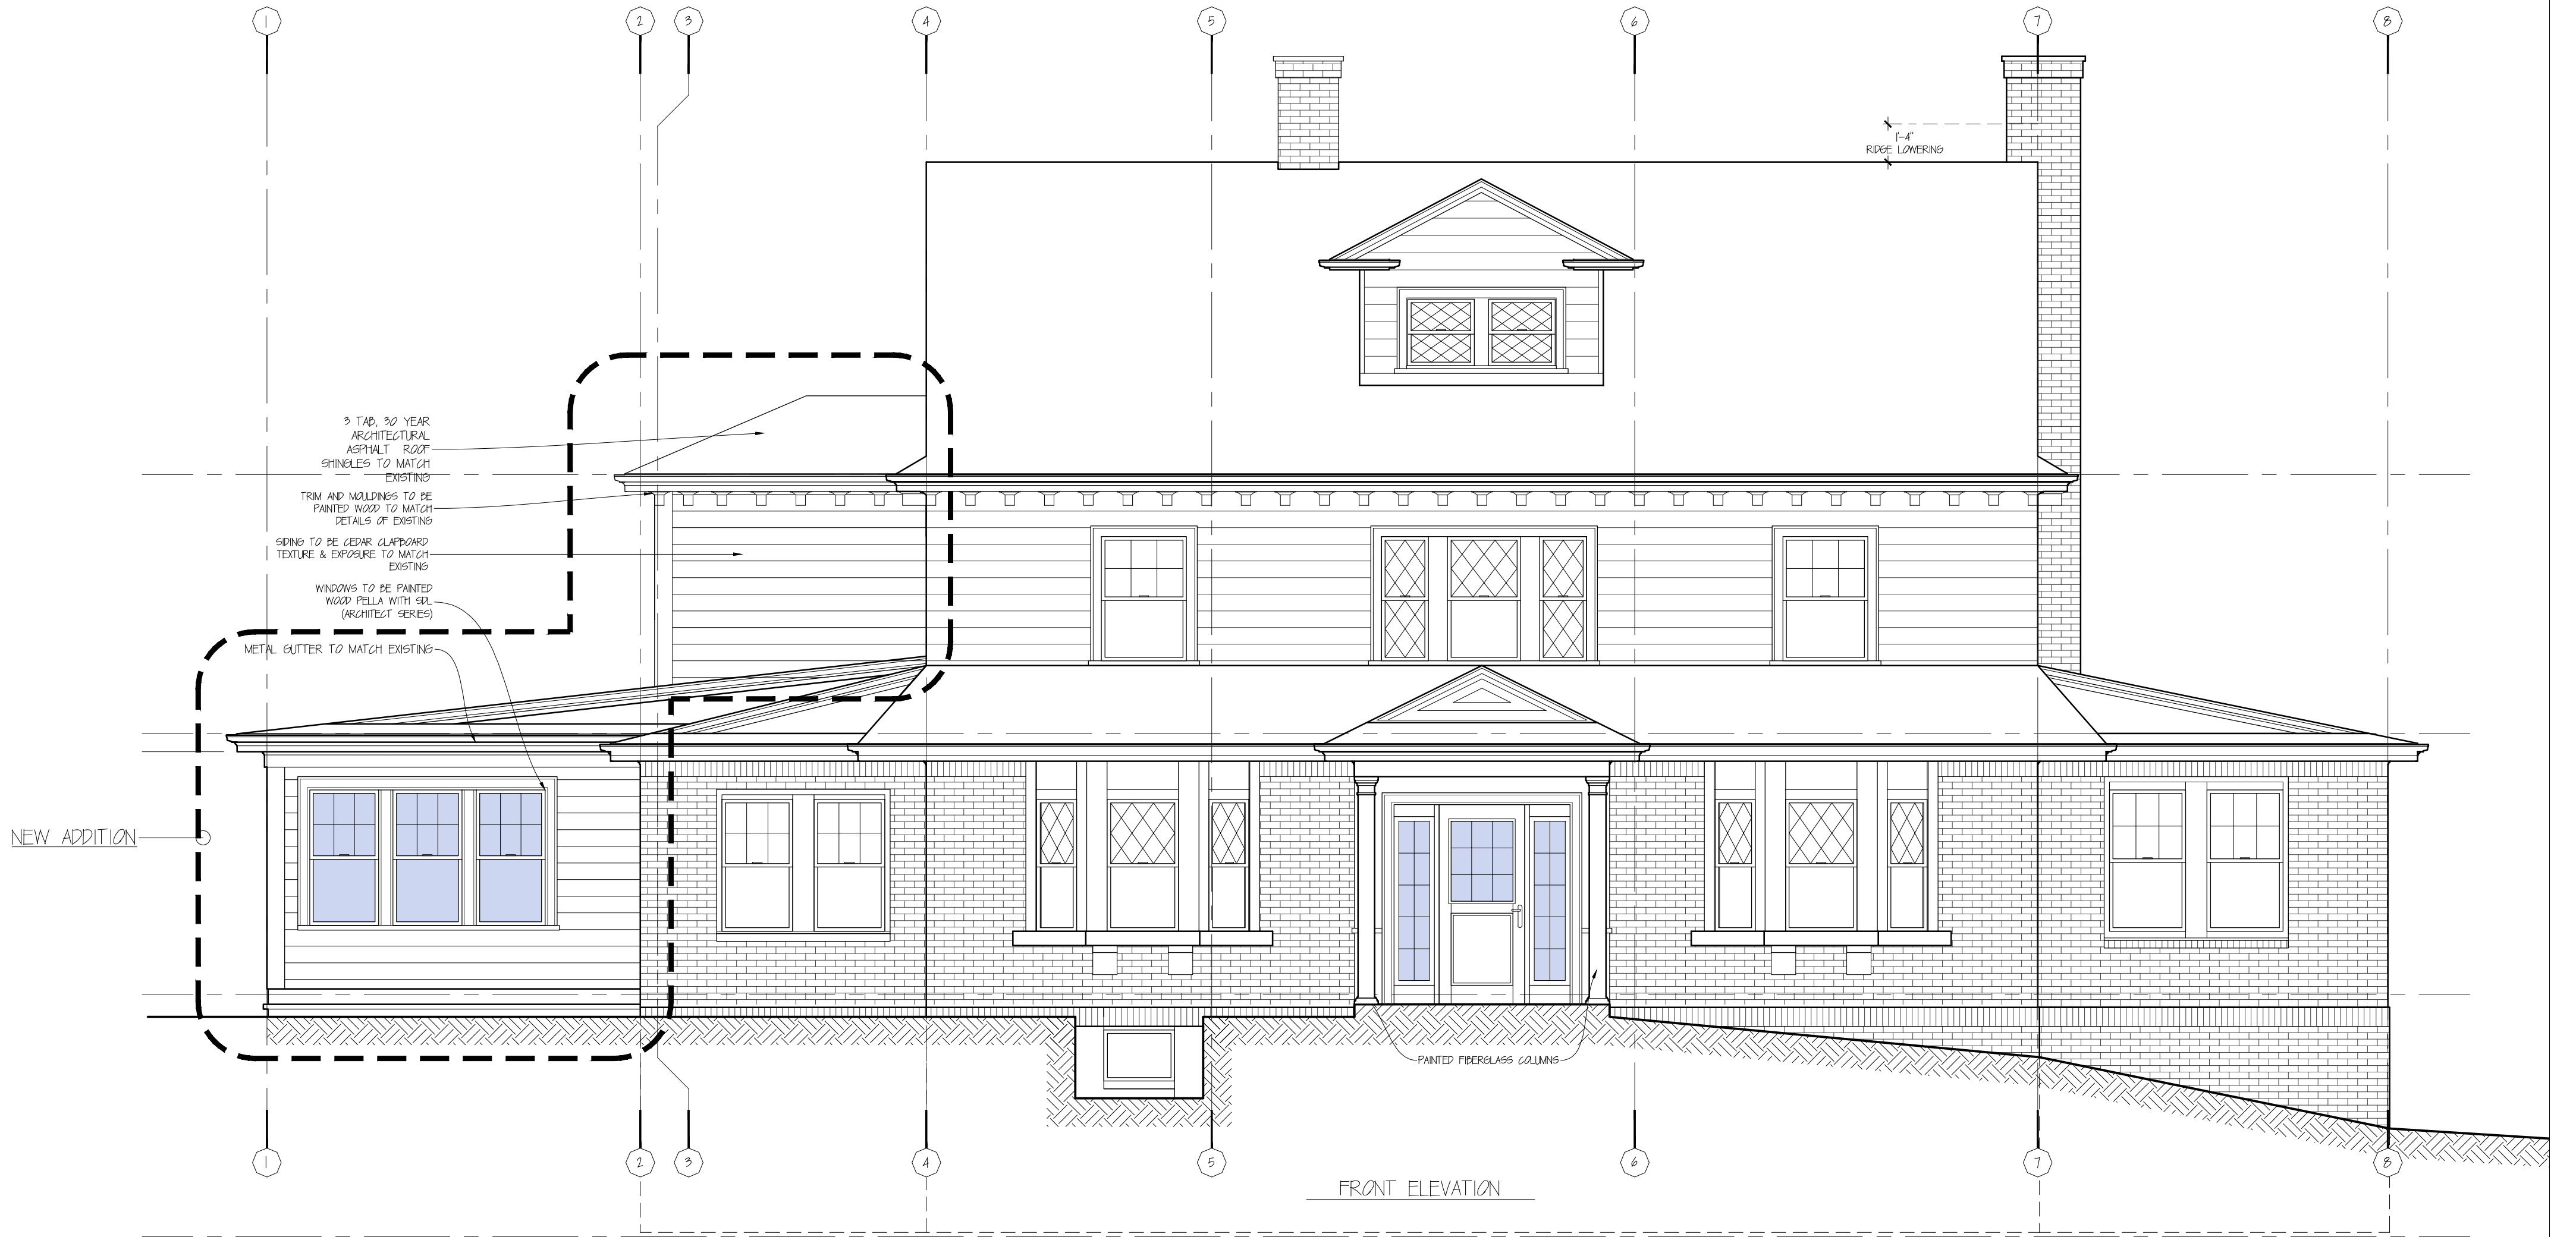 1 2 3 4 5 6 7 8
1'-4"
RIDGE LOWERING
3 TAB, 30 YEAR
ARCHITECTURAL
ASPHALT ROOF
SHINGLES TO MATCH
EXISTING
TRIM AND MOULDINGS TO BE
PAINTED WOOD TO MATCH
DETAILS OF EXISTING
SIDING TO BE CEDAR CLAPBOARD
TEXTURE & EXPOSURE TO MATCH
EXISTING
WINDOWS TO BE PAINTED
WOOD PELLA WITH SDL
(ARCHITECT SERIES)
METAL GUTTER TO MATCH EXISTING
NEW ADDITION
PAINTED FIBERGLASS COLUMNS
1 2 3 4 5 6 7 8
FRONT ELEVATION